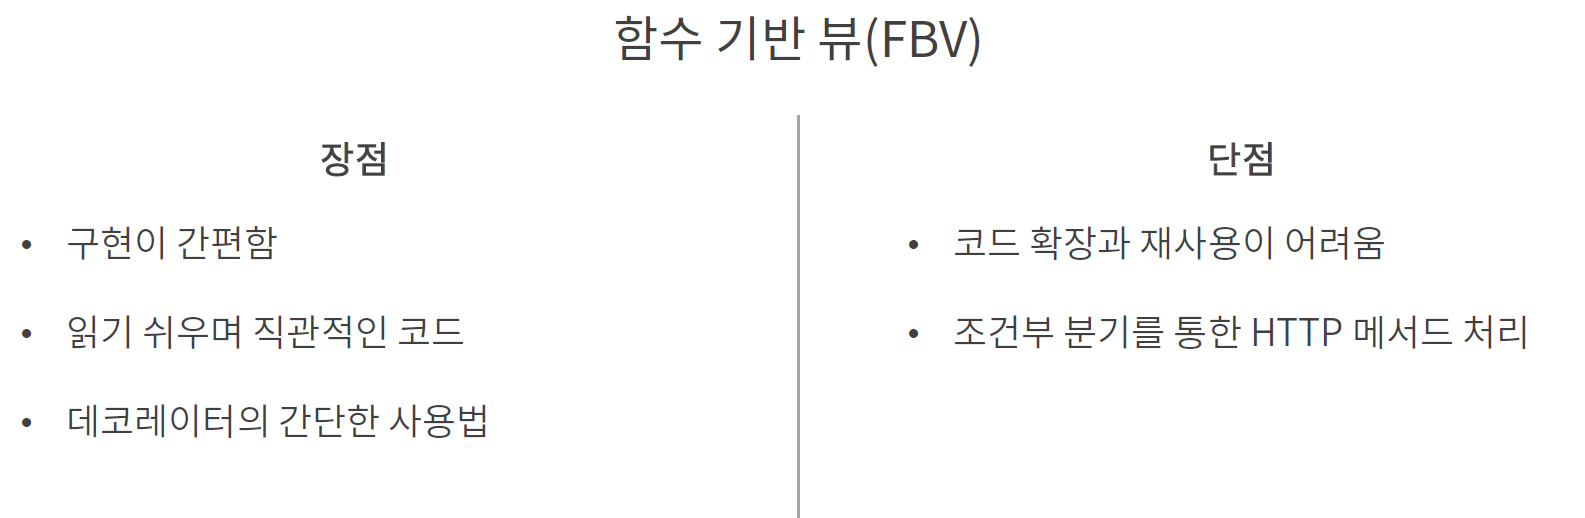 함수 기반 뷰(FBV)
장점
• 구현이 간편함
• 읽기 쉬우며 직관적인 코드
• 데코레이터의 간단한 사용법
단점
• 코드 확장과 재사용이 어려움
• 조건부 분기를 통한 HTTP 메서드 처리